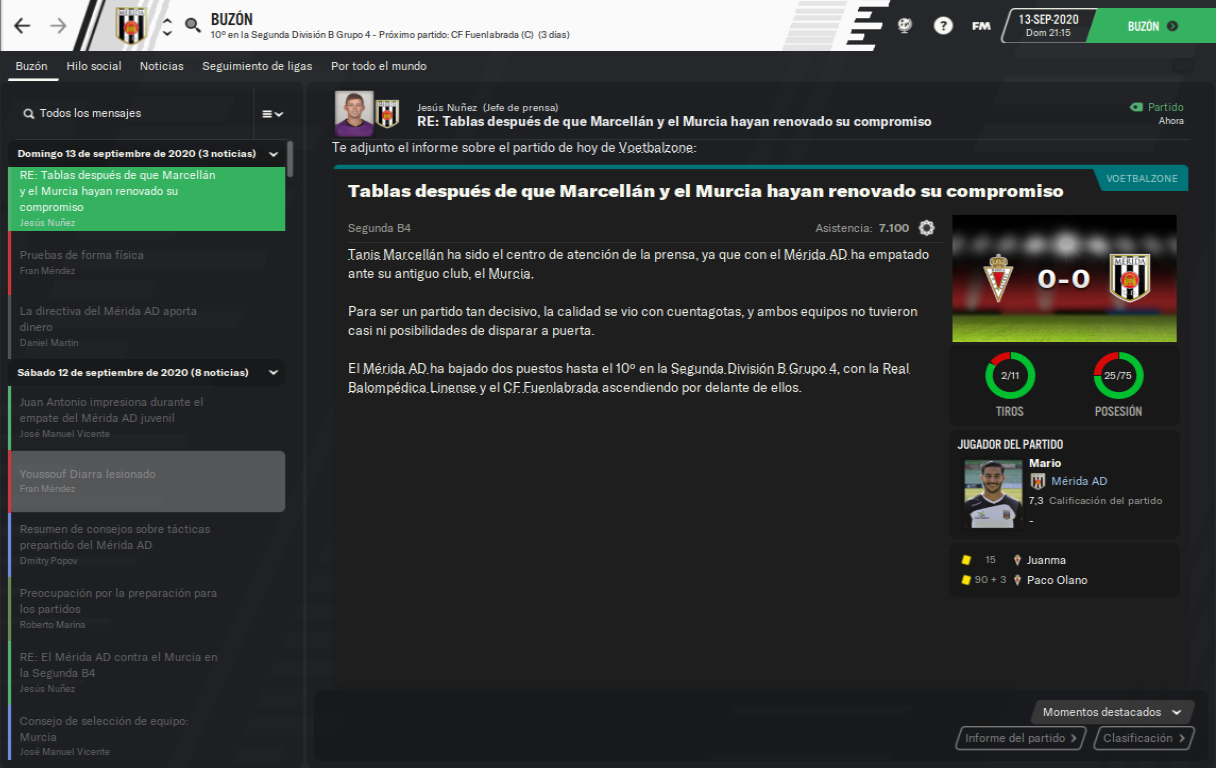 BUZÓN
10º en la Segunda División B Grupo 4 - Próximo partido: CF Fuenlabrada (C) (3 días)
?
FM
13-SEP-2020
Dom 21:15
BUZÓN
Buzón
Hilo social
Noticias
Seguimiento de ligas
Por todo el mundo
Todos los mensajes
Domingo 13 de septiembre de 2020 (3 noticias)
RE: Tablas después de que Marcellán
y el Murcia hayan renovado su
compromiso
Jesús Nuñez
Pruebas de forma física
Fran Méndez
La directiva del Mérida AD aporta
dinero
Daniel Martín
Sábado 12 de septiembre de 2020 (8 noticias)
Juan Antonio impresiona durante el
empate del Mérida AD juvenil
José Manuel Vicente
Youssouf Diarra lesionado
Fran Méndez
Resumen de consejos sobre tácticas
prepartido del Mérida AD
Dmitry Popov
Preocupación por la preparación para
los partidos
Roberto Marina
RE: El Mérida AD contra el Murcia en
la Segunda B4
Jesús Nuñez
Consejo de selección de equipo:
Murcia
José Manuel Vicente
Jesús Nuñez (Jefe de prensa)
RE: Tablas después de que Marcellán y el Murcia hayan renovado su compromiso
Partido
Ahora
Te adjunto el informe sobre el partido de hoy de Voetbalzone:
VOETBALZONE
Tablas después de que Marcellán y el Murcia hayan renovado su compromiso
Segunda B4
Asistencia: 7.100
Tanis Marcellán ha sido el centro de atención de la prensa, ya que con el Mérida AD ha empatado
ante su antiguo club, el Murcia.
Para ser un partido tan decisivo, la calidad se vio con cuentagotas, y ambos equipos no tuvieron
casi ni posibilidades de disparar a puerta.
El Mérida AD ha bajado dos puestos hasta el 10º en la Segunda División B Grupo 4, con la Real
Balompédica Linense y el CF Fuenlabrada ascendiendo por delante de ellos.
0-0
MÉRIDA
2/11
TIROS
25/75
POSESIÓN
JUGADOR DEL PARTIDO
Mario
Mérida AD
7,3 Calificación del partido
-
15 Juanma
90 + 3 Paco Olano
Momentos destacados
Informe del partido
Clasificación